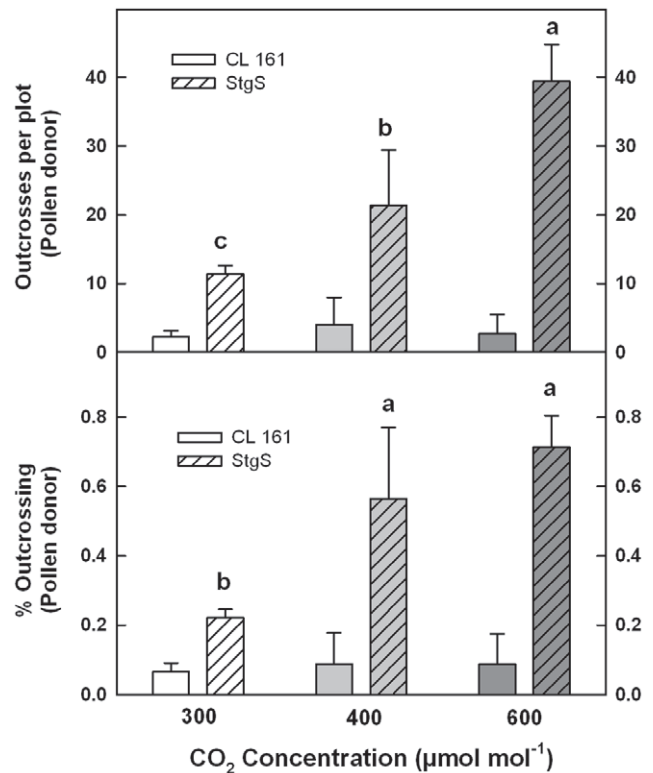 Outcrosses per plot
(Pollen donor)
40
30
20
10
0
CL 161
StgS
c
b
a
40
30
20
10
0
% Outcrossing
(Pollen donor)
0.8
0.6
0.4
0.2
0.0
CL 161
StgS
b
a
a
0.8
0.6
0.4
0.2
0.0
300 400 600
CO₂ Concentration (µmol mol⁻¹)